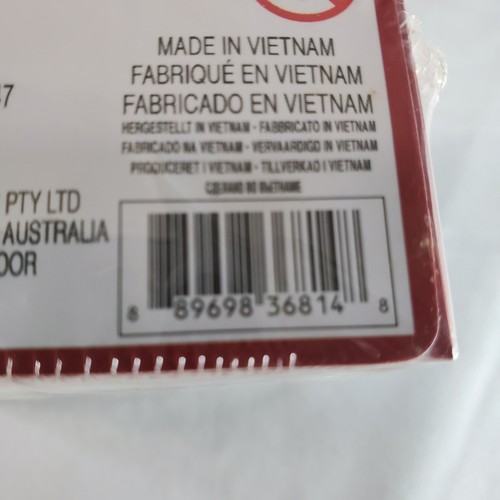 MADE IN VIETNAM
FABRIQUÉ EN VIETNAM
47
FABRICADO EN VIETNAM
HERGESTELLT IN VIETNAM - FABBRICATO IN VIETNAM
FABRICADO NA VIETNAM - VERVAARDIGD IN VIETNAM
PRODUCERET I VIETNAM - TILLVERKAD I VIETNAM
PTY LTD
AUSTRALIA
8 89698 36814 8